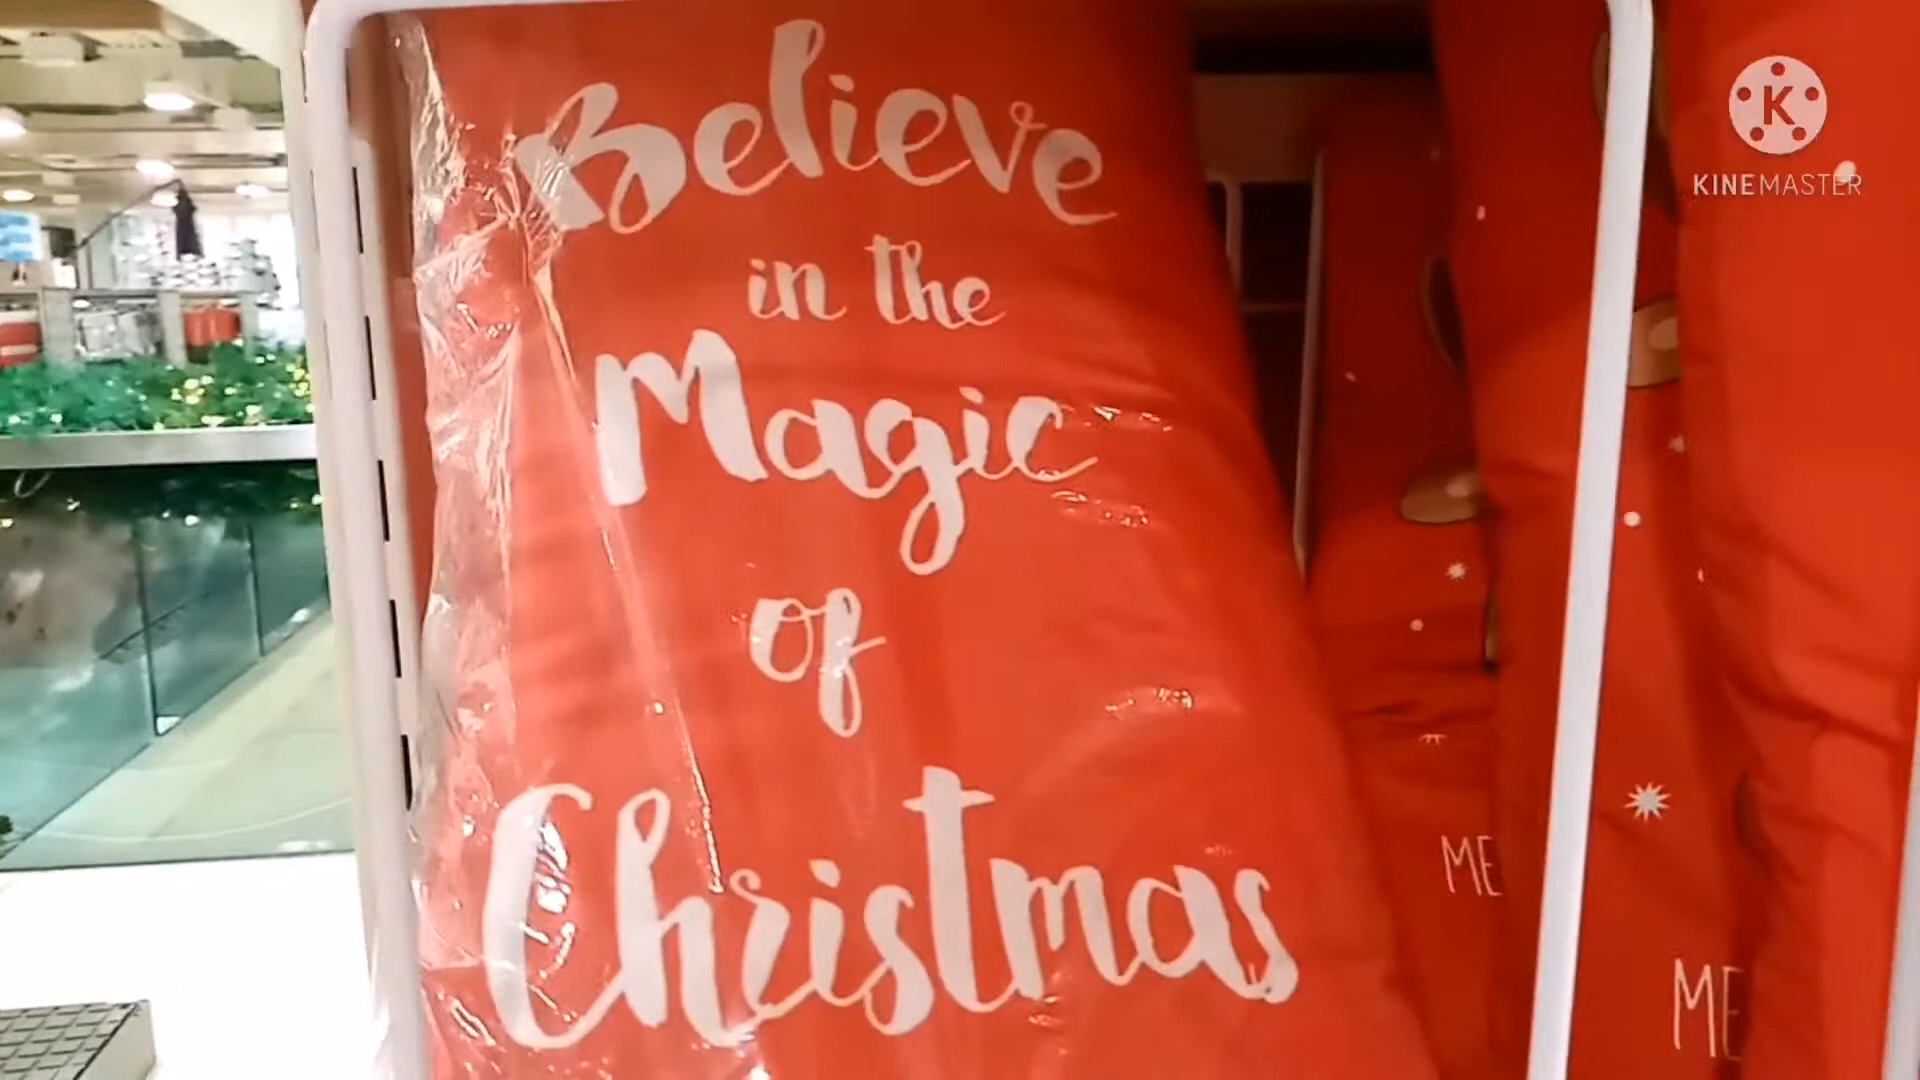 Believe
in the
Magic
of
Christmas
K
KINEMASTER
ME
ME